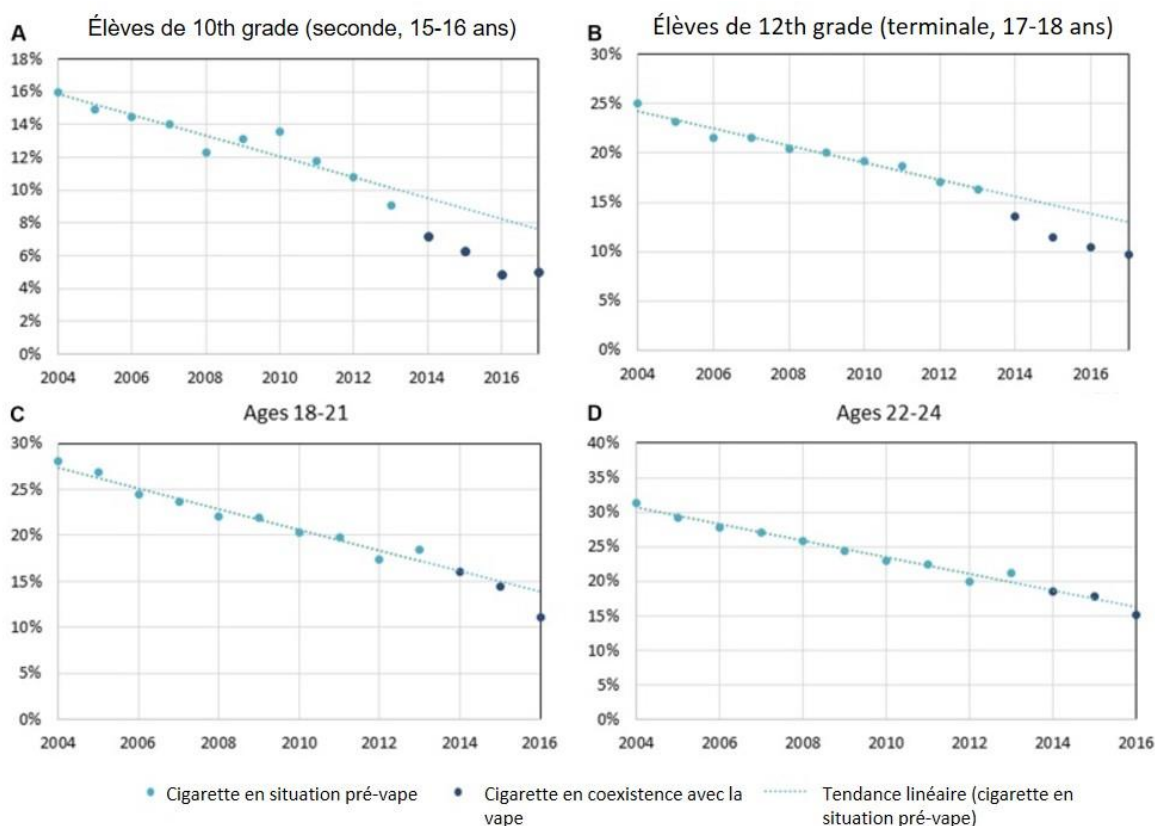 A
Élèves de 10th grade (seconde, 15-16 ans)
18%
16%
14%
12%
10%
8%
6%
4%
2%
0%
2004 2006 2008 2010 2012 2014 2016
B
Élèves de 12th grade (terminale, 17-18 ans)
30%
25%
20%
15%
10%
5%
0%
2004 2006 2008 2010 2012 2014 2016
C
Ages 18-21
30%
25%
20%
15%
10%
5%
0%
2004 2006 2008 2010 2012 2014 2016
D
Ages 22-24
40%
35%
30%
25%
20%
15%
10%
5%
0%
2004 2006 2008 2010 2012 2014 2016
Cigarette en situation pré-vape
Cigarette en coexistence avec la
vape
Tendance linéaire (cigarette en
situation pré-vape)